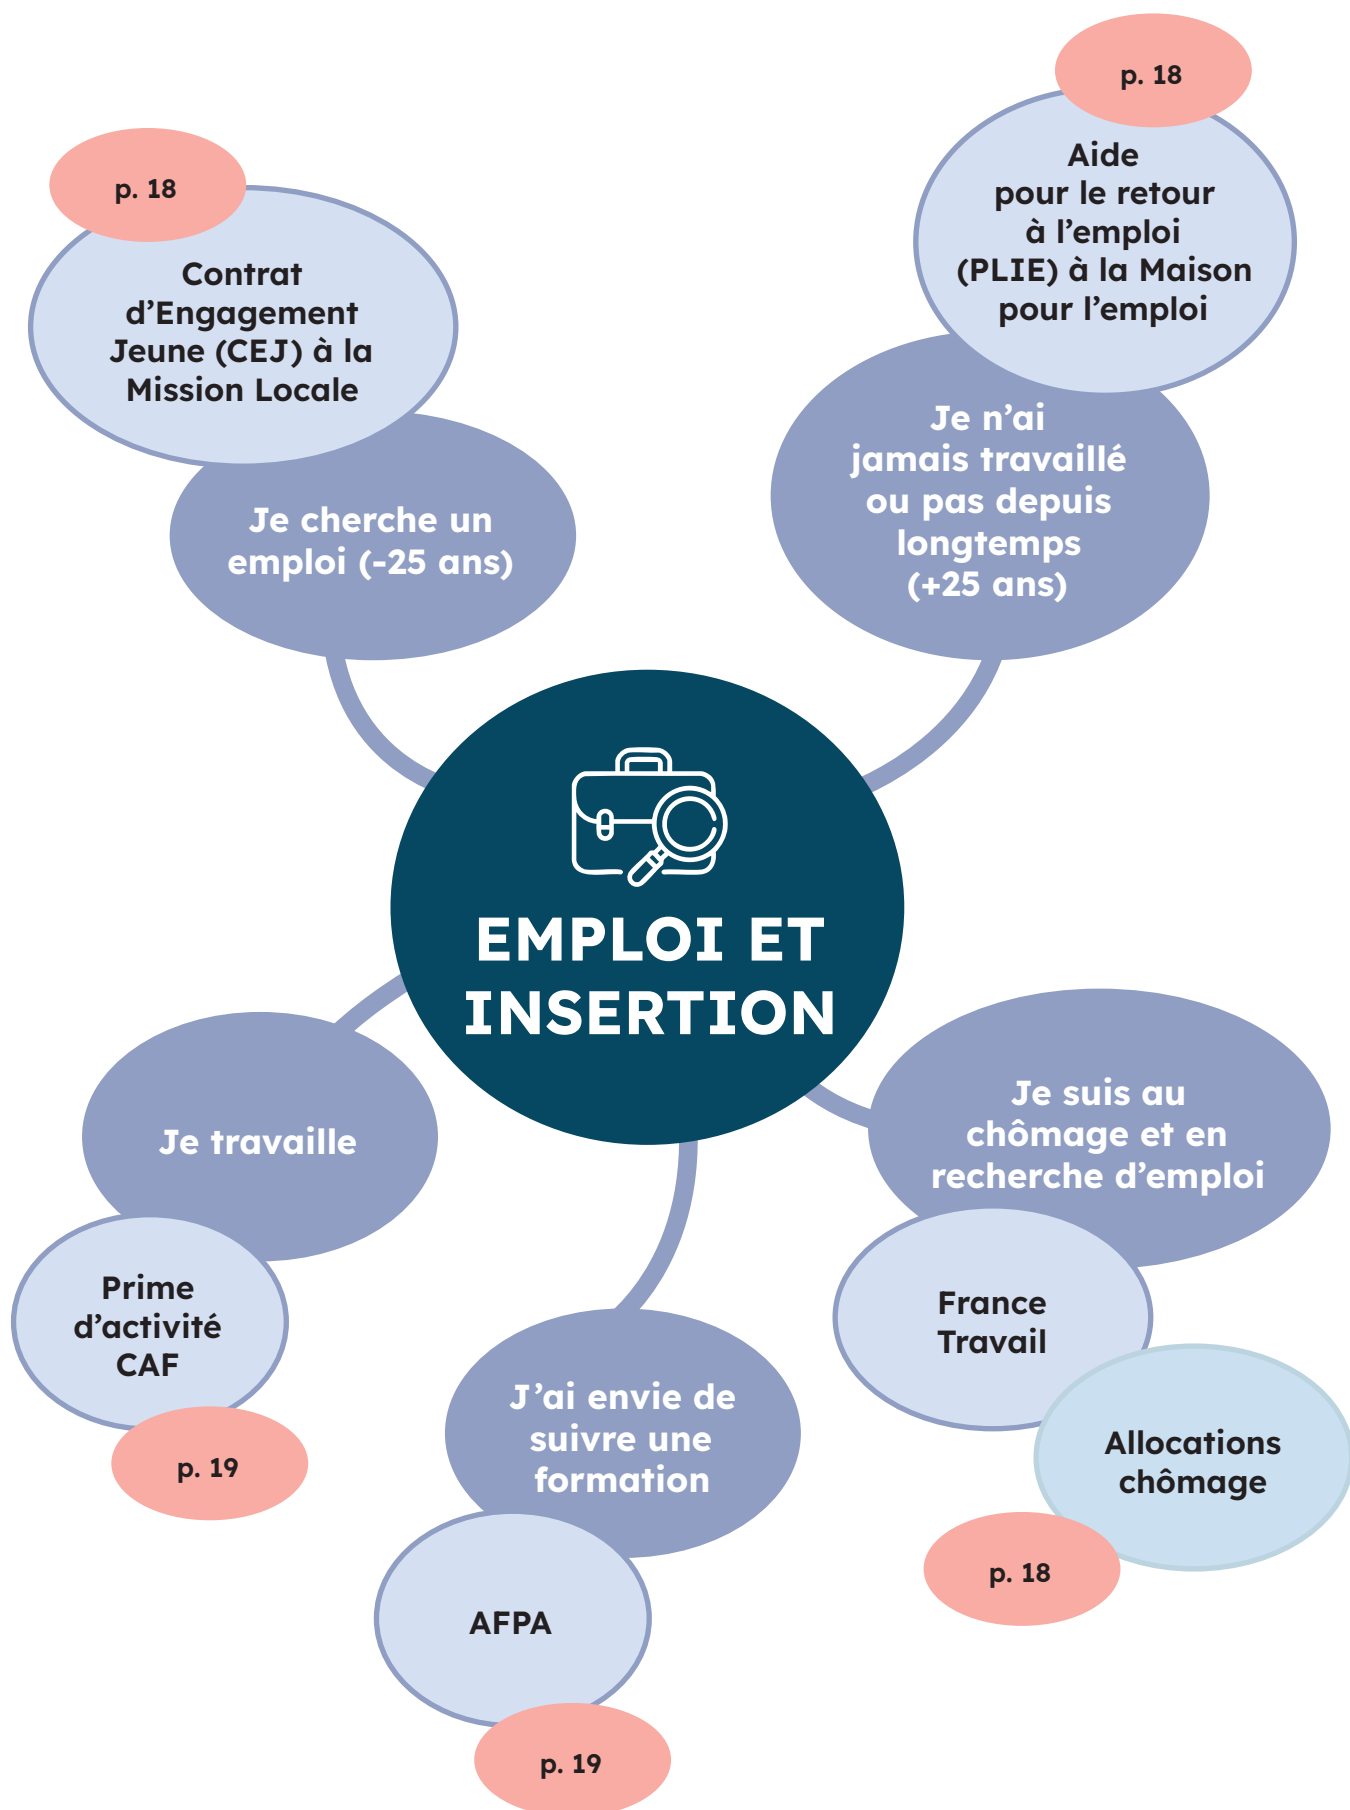 p. 18
Contrat
d’Engagement
Jeune (CEJ) à la
Mission Locale
Je cherche un
emploi (-25 ans)
p. 18
Aide
pour le retour
à l’emploi
(PLIE) à la Maison
pour l’emploi
Je n’ai
jamais travaillé
ou pas depuis
longtemps
(+25 ans)
EMPLOI ET
INSERTION
Je travaille
Prime
d’activité
CAF
p. 19
J’ai envie de
suivre une
formation
AFPA
p. 19
Je suis au
chômage et en
recherche d’emploi
France
Travail
Allocations
chômage
p. 18